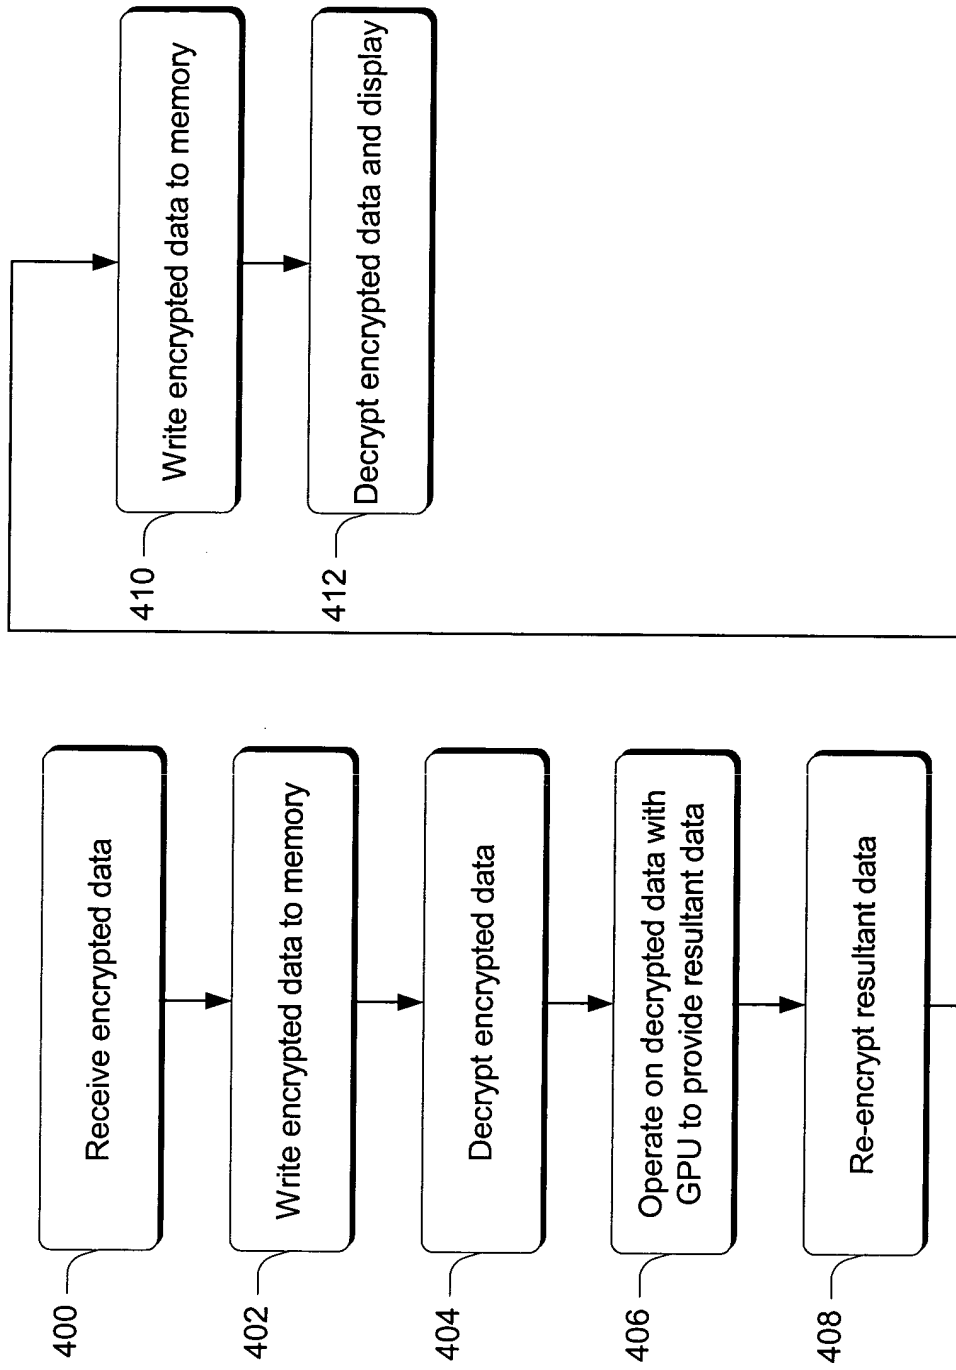 400
Receive encrypted data
402
Write encrypted data to memory
404
Decrypt encrypted data
406
Operate on decrypted data with
GPU to provide resultant data
408
Re-encrypt resultant data
410
Write encrypted data to memory
412
Decrypt encrypted data and display